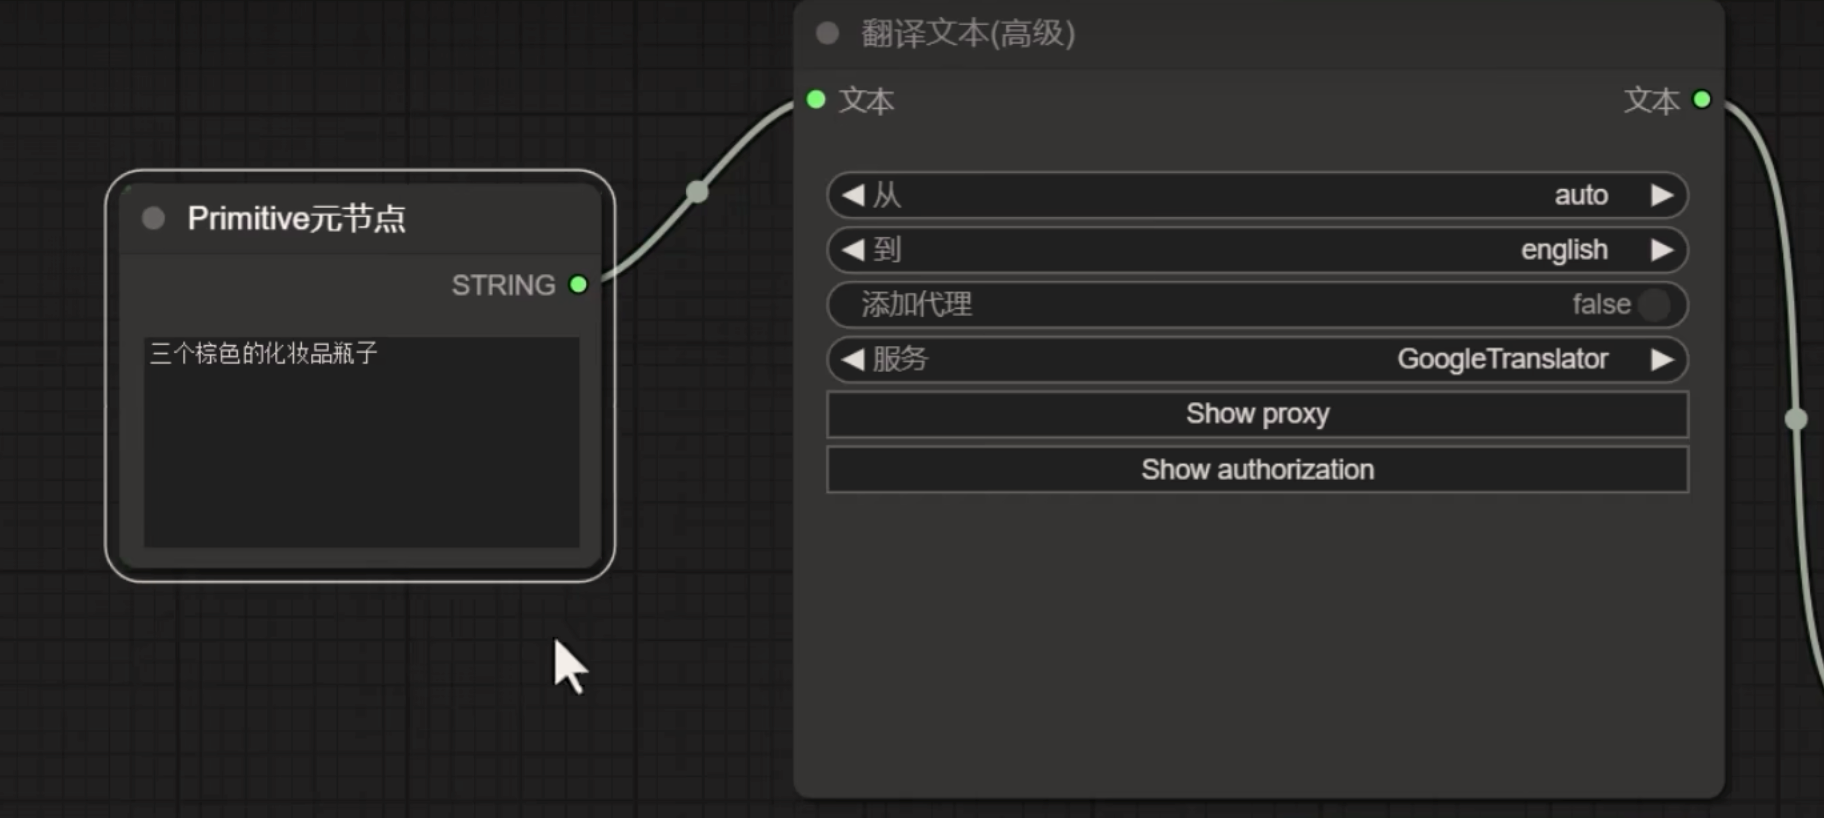 翻译文本(高级)
文本
文本
Primitive元节点
STRING
三个棕色的化妆品瓶子
从 auto
到 english
添加代理 false
服务 GoogleTranslator
Show proxy
Show authorization